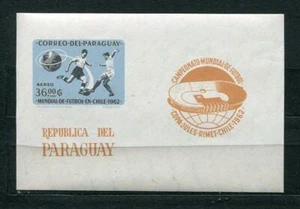 CORREO DEL PARAGUAY
AEREO
36.00 ₲
MUNDIAL DE FUTBOL EN CHILE 1962
REPUBLICA DEL
PARAGUAY
CAMPEONATO MUNDIAL DE FUTBOL
COPA JULES RIMET-CHILE-1962